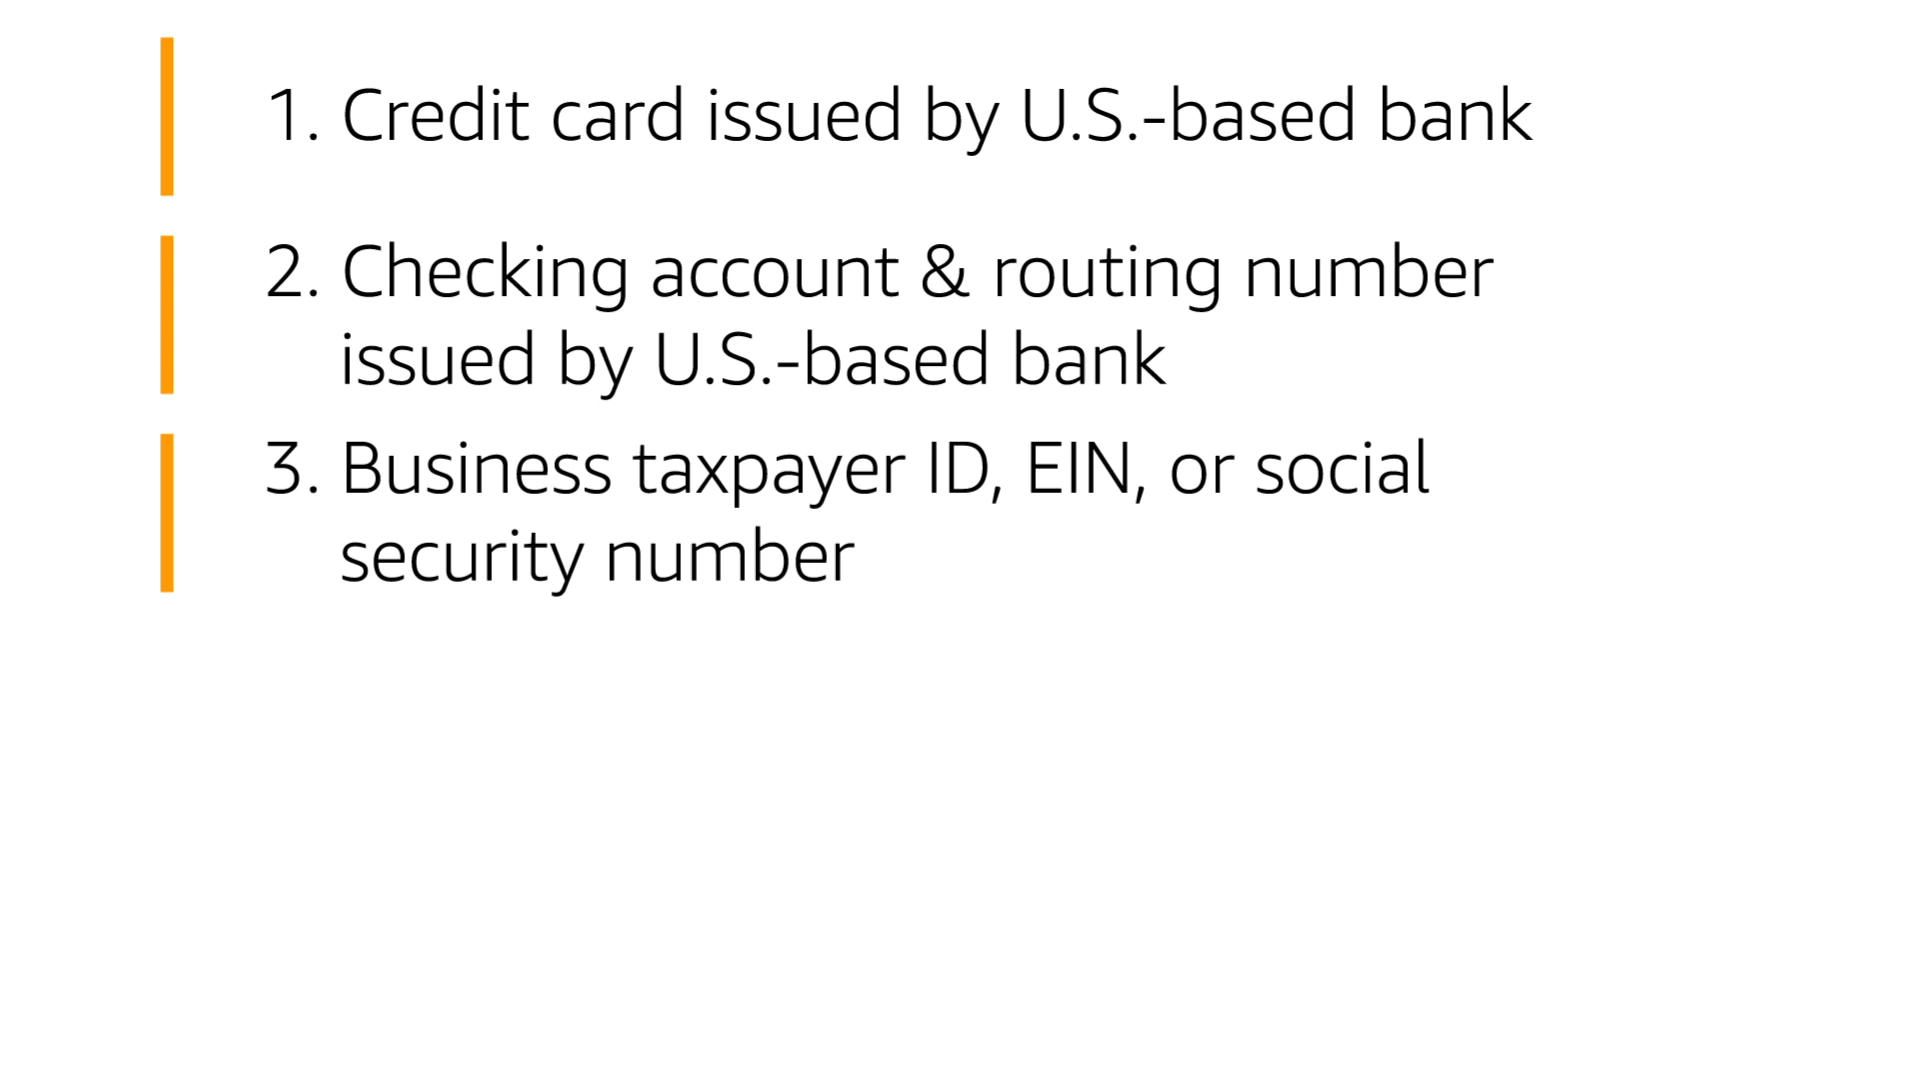 1. Credit card issued by U.S.-based bank
2. Checking account & routing number
issued by U.S.-based bank
3. Business taxpayer ID, EIN, or social
security number